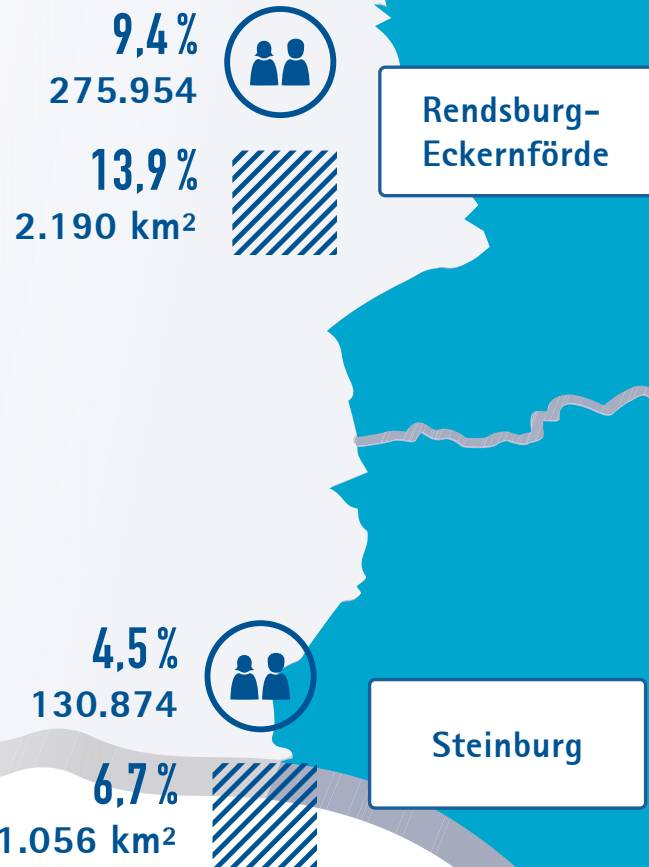 9,4 %
275.954
Rendsburg-
Eckernförde
13,9 %
2.190 km²
4,5 %
130.874
Steinburg
6,7 %
1.056 km²